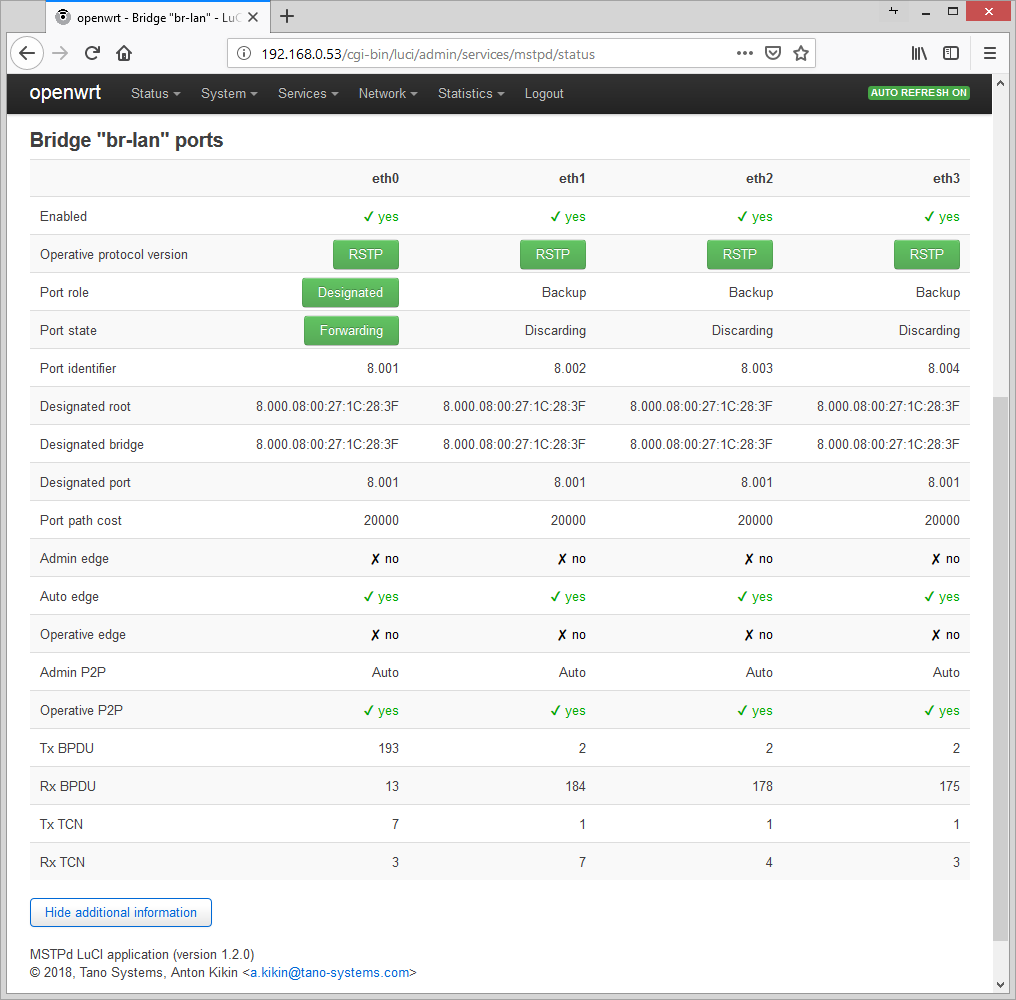 openwrt - Bridge "br-lan" - LuC
192.168.0.53/cgi-bin/luci/admin/services/mstpd/status
openwrt Status System Services Network Statistics Logout AUTO REFRESH ON
Bridge "br-lan" ports
eth0 eth1 eth2 eth3
Enabled ✓ yes ✓ yes ✓ yes ✓ yes
Operative protocol version RSTP RSTP RSTP RSTP
Port role Designated Backup Backup Backup
Port state Forwarding Discarding Discarding Discarding
Port identifier 8.001 8.002 8.003 8.004
Designated root 8.000.08:00:27:1C:28:3F 8.000.08:00:27:1C:28:3F 8.000.08:00:27:1C:28:3F 8.000.08:00:27:1C:28:3F
Designated bridge 8.000.08:00:27:1C:28:3F 8.000.08:00:27:1C:28:3F 8.000.08:00:27:1C:28:3F 8.000.08:00:27:1C:28:3F
Designated port 8.001 8.001 8.001 8.001
Port path cost 20000 20000 20000 20000
Admin edge ✗ no ✗ no ✗ no ✗ no
Auto edge ✓ yes ✓ yes ✓ yes ✓ yes
Operative edge ✗ no ✗ no ✗ no ✗ no
Admin P2P Auto Auto Auto Auto
Operative P2P ✓ yes ✓ yes ✓ yes ✓ yes
Tx BPDU 193 2 2 2
Rx BPDU 13 184 178 175
Tx TCN 7 1 1 1
Rx TCN 3 7 4 3
Hide additional information
MSTPd LuCI application (version 1.2.0)
© 2018, Tano Systems, Anton Kikin <a.kikin@tano-systems.com>